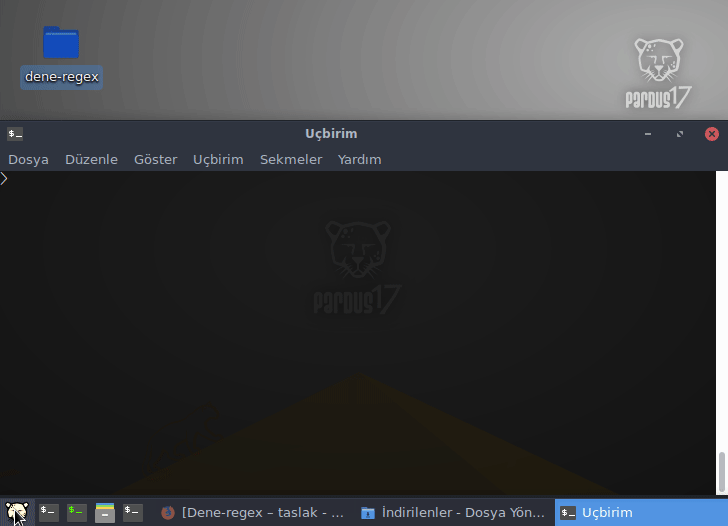 dene-regex
PARDUS17
Uçbirim
Dosya Düzenle Göster Uçbirim Sekmeler Yardım
>
PARDUS17
[Dene-regex – taslak - ... İndirilenler - Dosya Yön... Uçbirim